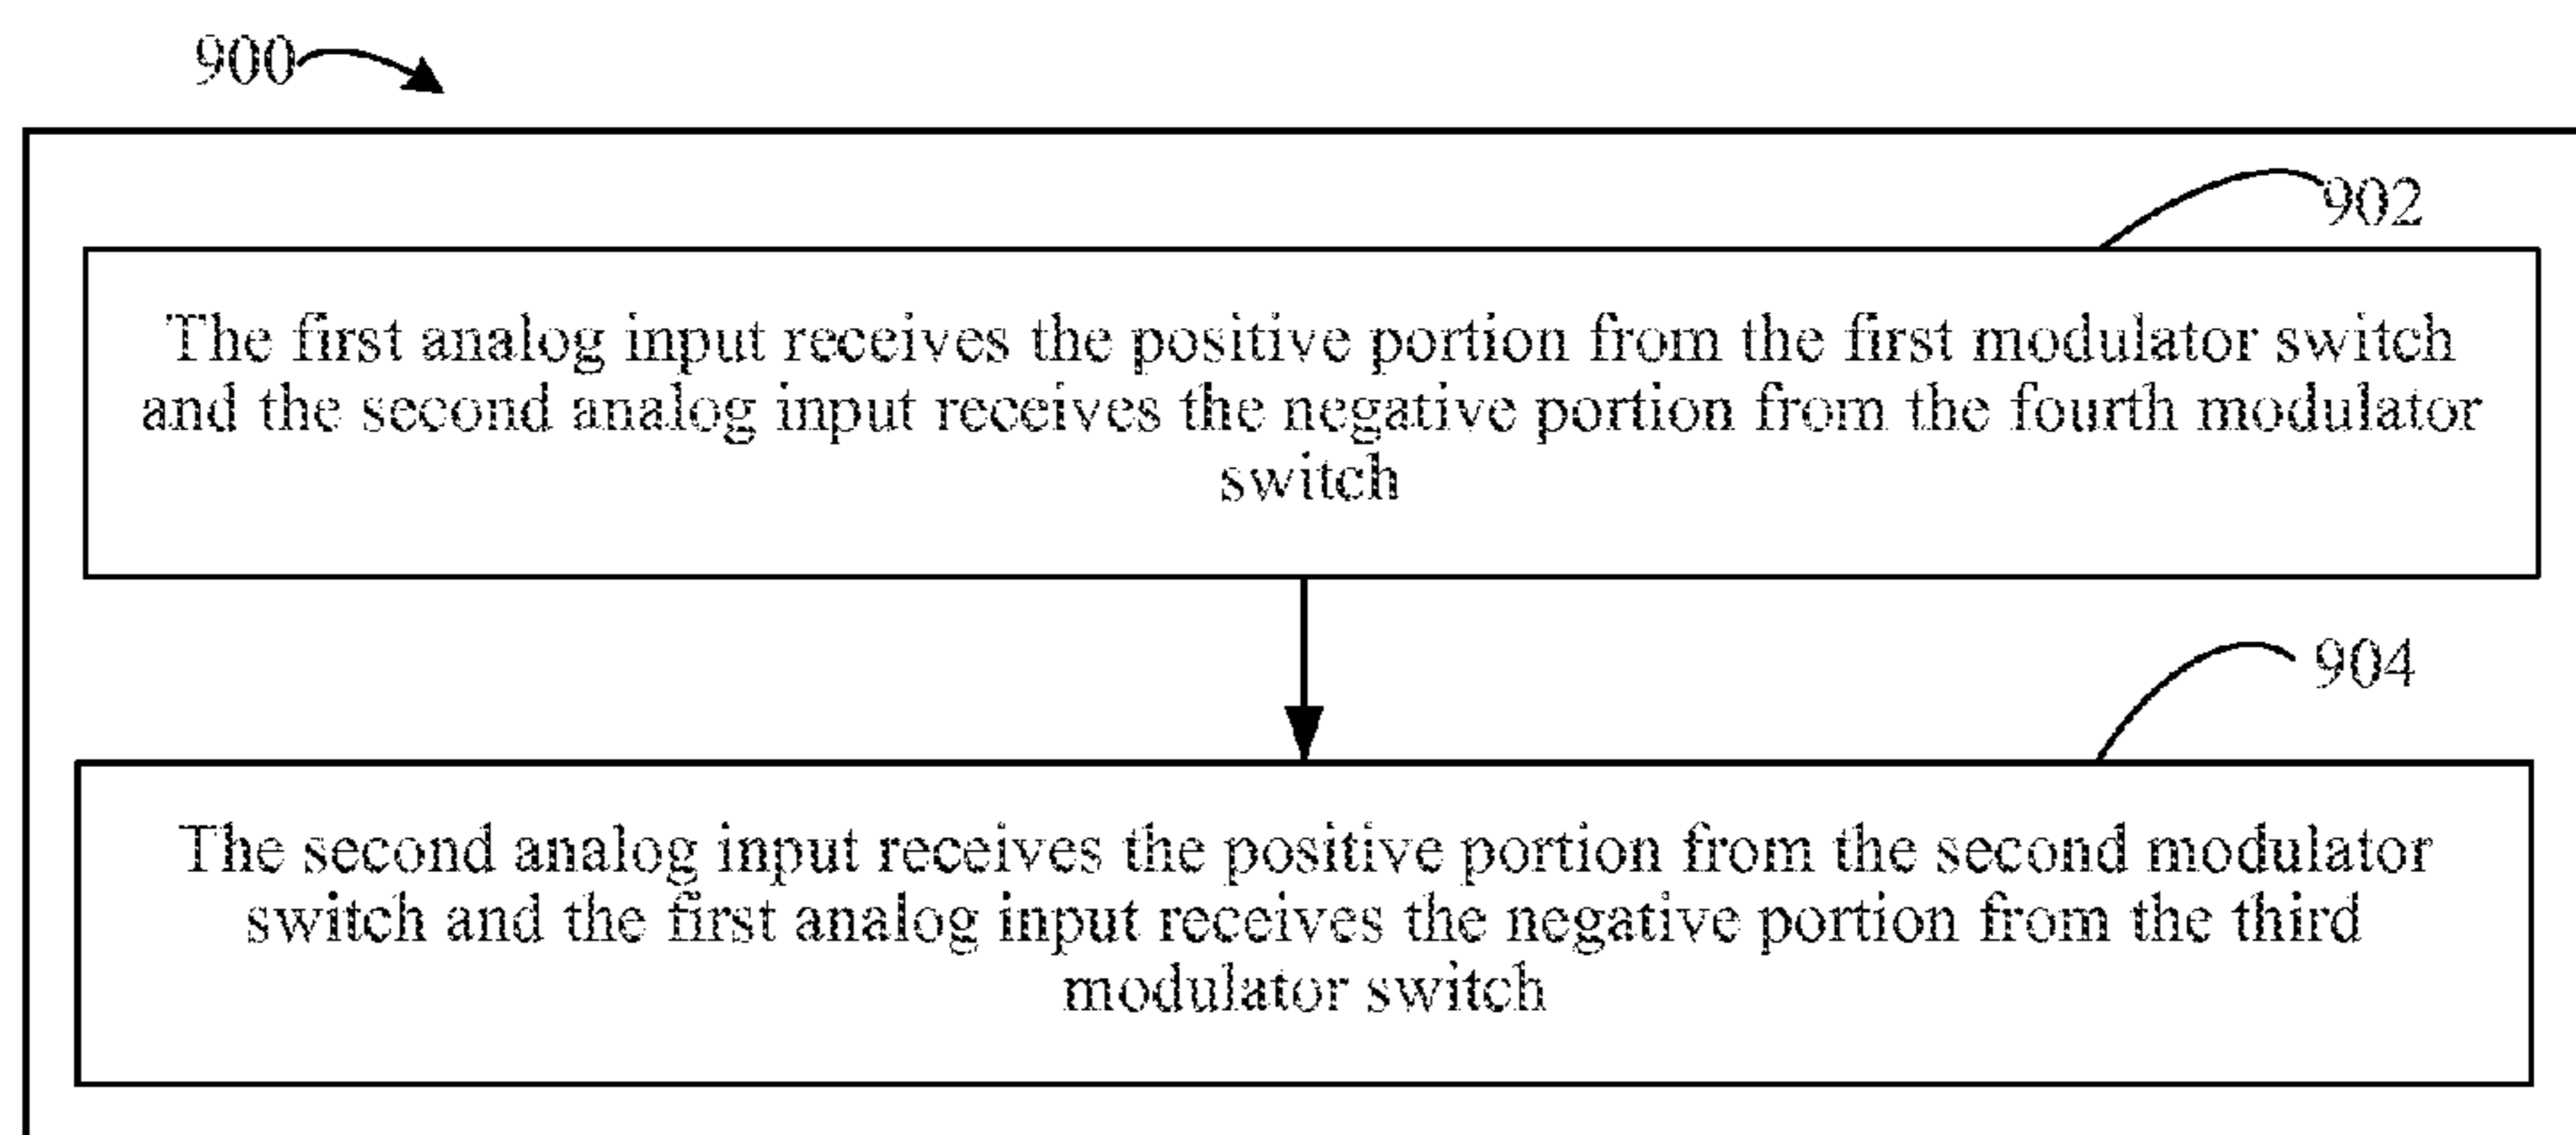 900
902
The first analog input receives the positive portion from the first modulator switch
and the second analog input receives the negative portion from the fourth modulator
switch
904
The second analog input receives the positive portion from the second modulator
switch and the first analog input receives the negative portion from the third
modulator switch